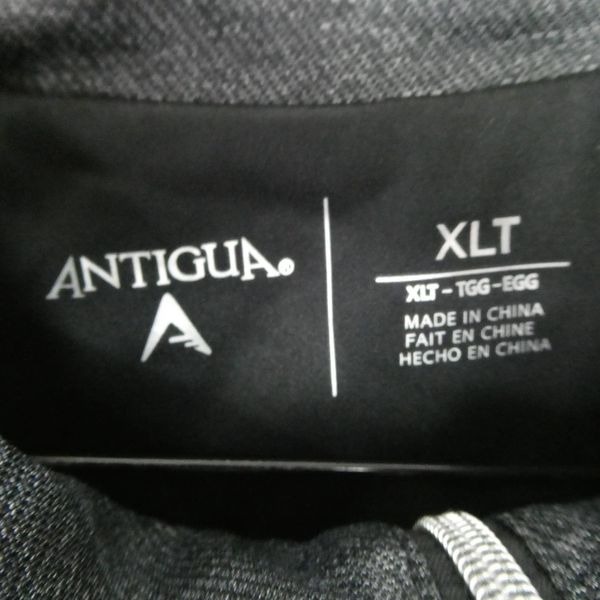 ANTIGUA®
XLT
XLT - TGG - EGG
MADE IN CHINA
FAIT EN CHINE
HECHO EN CHINA